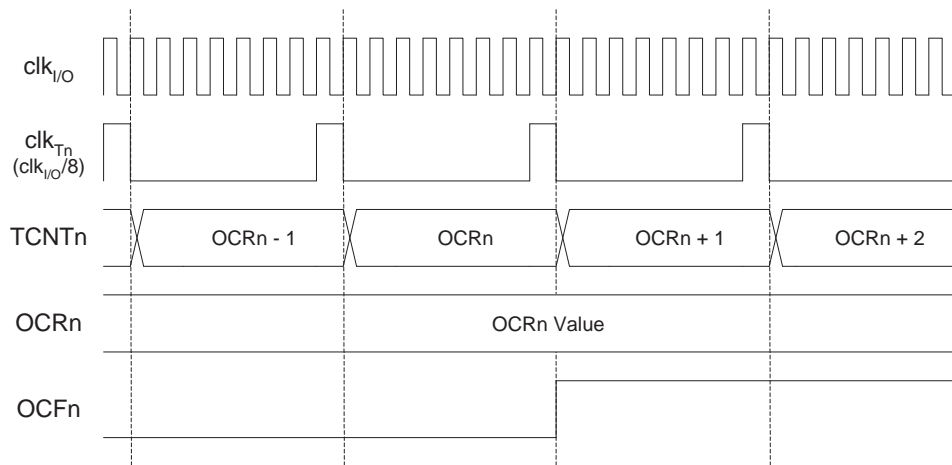 clkI/O
clkTn
(clkI/O/8)
TCNTn
OCRn - 1
OCRn
OCRn + 1
OCRn + 2
OCRn
OCRn Value
OCFn